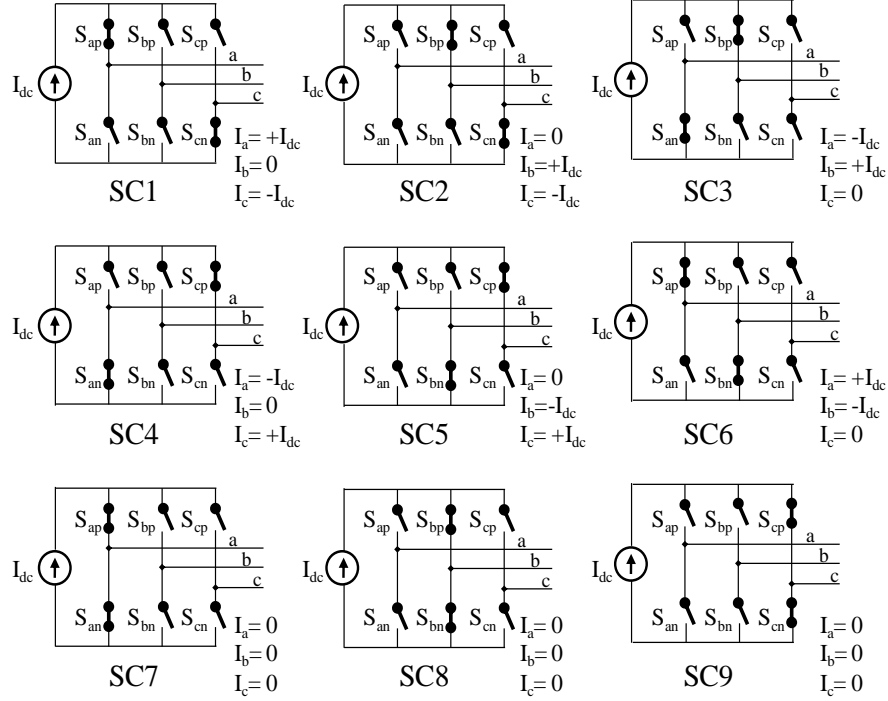 S_ap S_bp S_cp
a
I_dc
b
c
S_an S_bn S_cn
I_a= +I_dc
I_b= 0
I_c= -I_dc
SC1
S_ap S_bp S_cp
a
I_dc
b
c
S_an S_bn S_cn
I_a= 0
I_b=+I_dc
I_c= -I_dc
SC2
S_ap S_bp S_cp
a
I_dc
b
c
S_an S_bn S_cn
I_a= -I_dc
I_b= +I_dc
I_c= 0
SC3
S_ap S_bp S_cp
a
I_dc
b
c
S_an S_bn S_cn
I_a= -I_dc
I_b= 0
I_c= +I_dc
SC4
S_ap S_bp S_cp
a
I_dc
b
c
S_an S_bn S_cn
I_a= 0
I_b=-I_dc
I_c= +I_dc
SC5
S_ap S_bp S_cp
a
I_dc
b
c
S_an S_bn S_cn
I_a= +I_dc
I_b= -I_dc
I_c= 0
SC6
S_ap S_bp S_cp
a
I_dc
b
c
S_an S_bn S_cn
I_a= 0
I_b= 0
I_c= 0
SC7
S_ap S_bp S_cp
a
I_dc
b
c
S_an S_bn S_cn
I_a= 0
I_b= 0
I_c= 0
SC8
S_ap S_bp S_cp
a
I_dc
b
c
S_an S_bn S_cn
I_a= 0
I_b= 0
I_c= 0
SC9